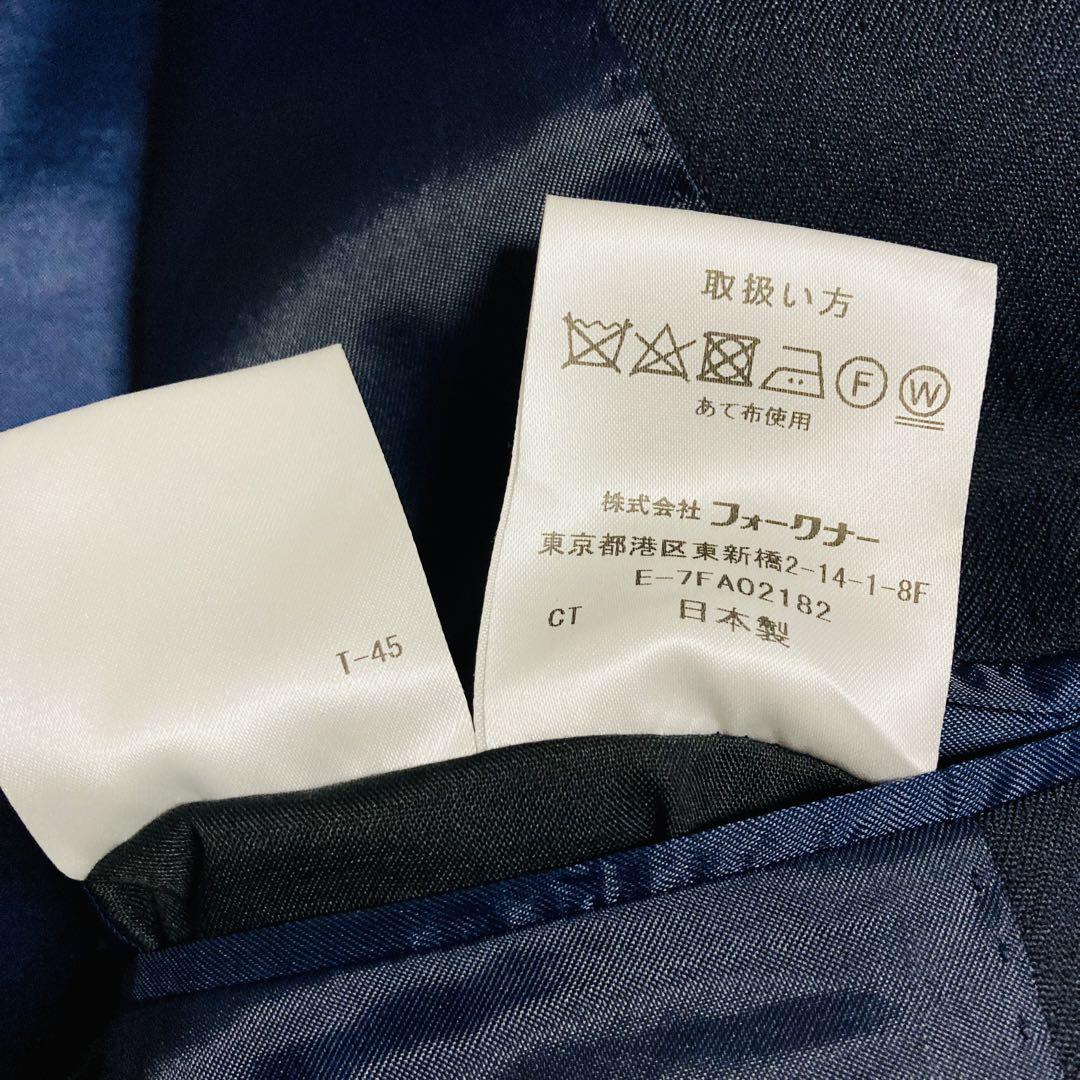 取扱い方
F W
あて布使用
株式会社 フォーワナー
東京都港区東新橋2-14-1-8F
E-7FA02182
CT 日本製
T-45